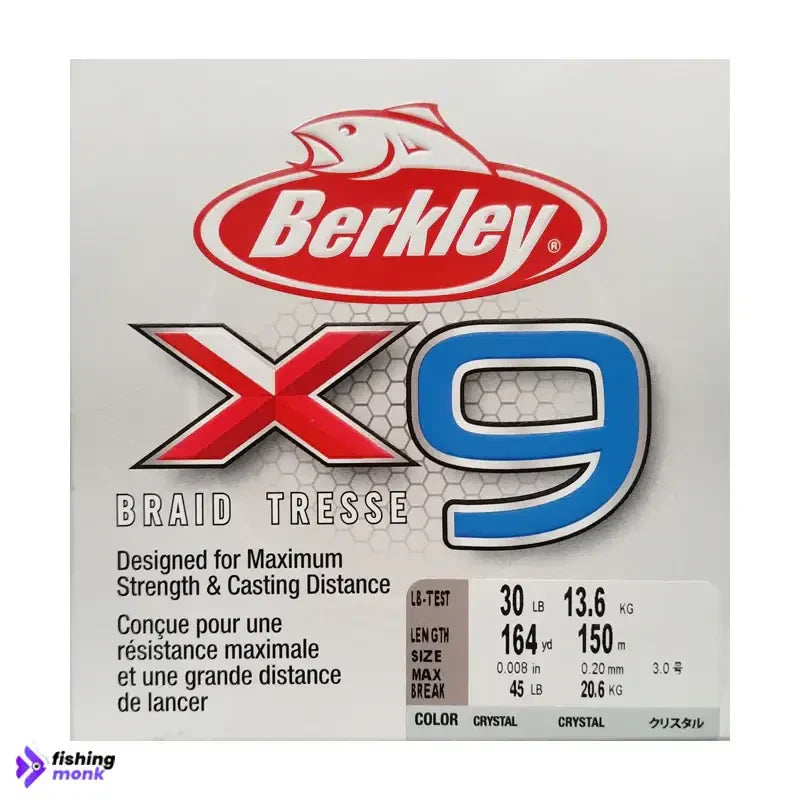 Berkley®
X9
BRAID TRESSE
Designed for Maximum
Strength & Casting Distance
Conçue pour une
résistance maximale
et une grande distance
de lancer
LB-TEST 30 LB 13.6 KG
LENGTH 164 yd 150 m
SIZE 0.008 in 0.20 mm 3.0 号
MAX
BREAK 45 LB 20.6 KG
COLOR CRYSTAL CRYSTAL クリスタル
fishing
monk